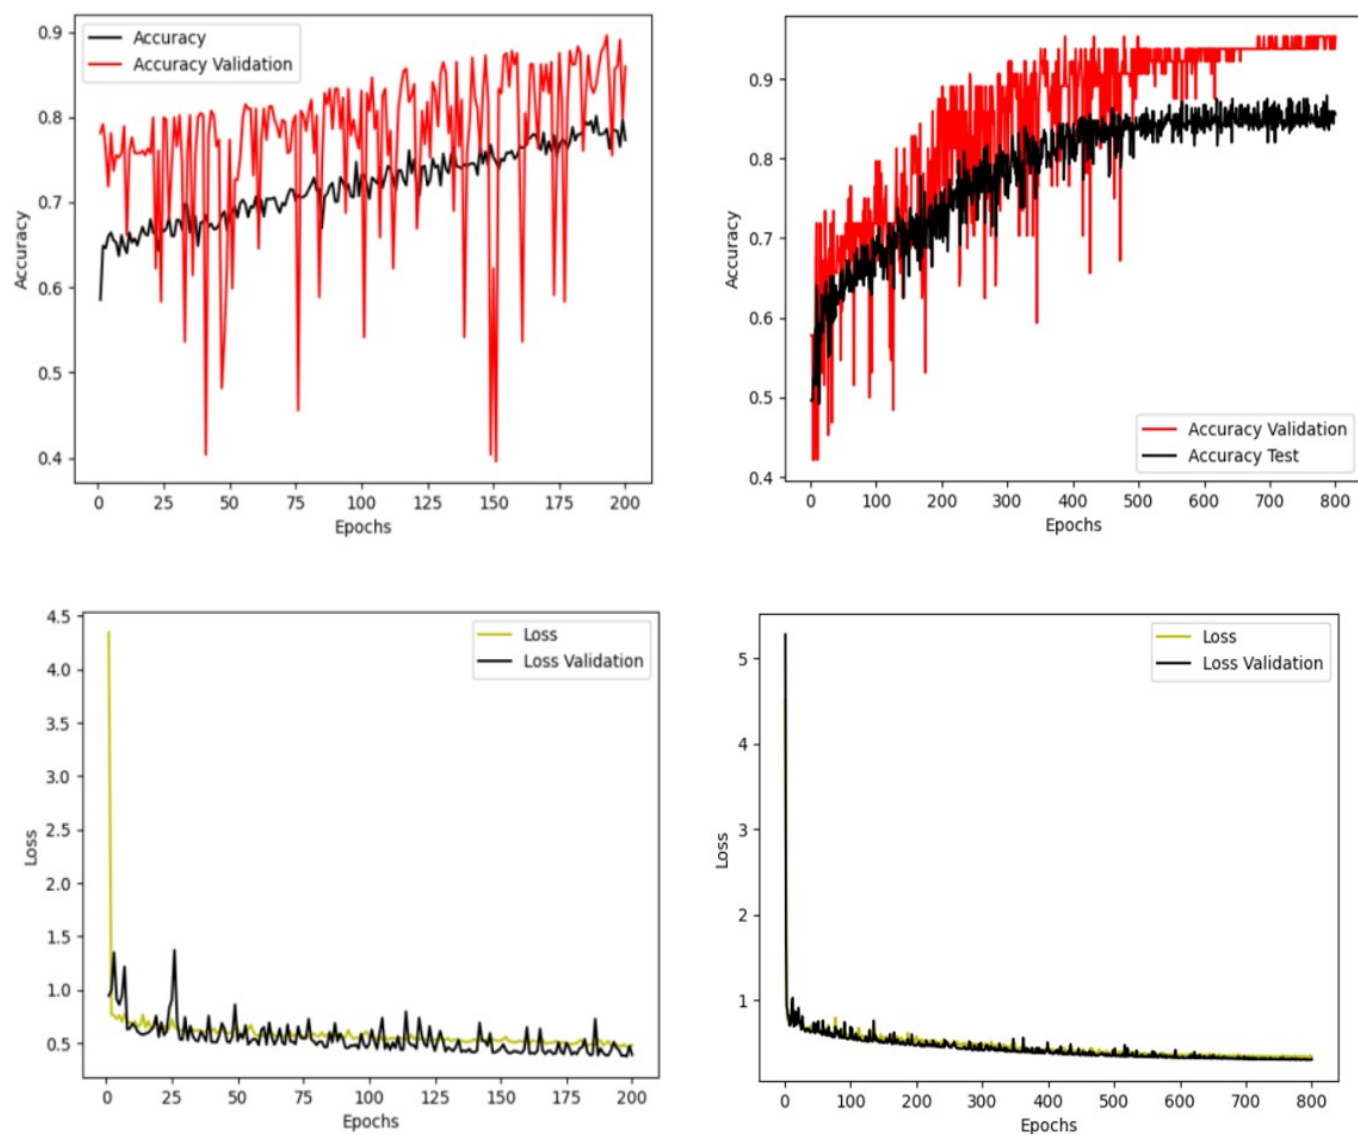 Accuracy
Accuracy Validation
0.9
0.8
0.7
0.6
0.5
0.4
Accuracy
0 25 50 75 100 125 150 175 200
Epochs
0.9
0.8
0.7
0.6
0.5
0.4
Accuracy
Accuracy Validation
Accuracy Test
0 100 200 300 400 500 600 700 800
Epochs
4.5
4.0
3.5
3.0
2.5
2.0
1.5
1.0
0.5
Loss
Loss
Loss Validation
0 25 50 75 100 125 150 175 200
Epochs
5
4
3
2
1
Loss
Loss
Loss Validation
0 100 200 300 400 500 600 700 800
Epochs